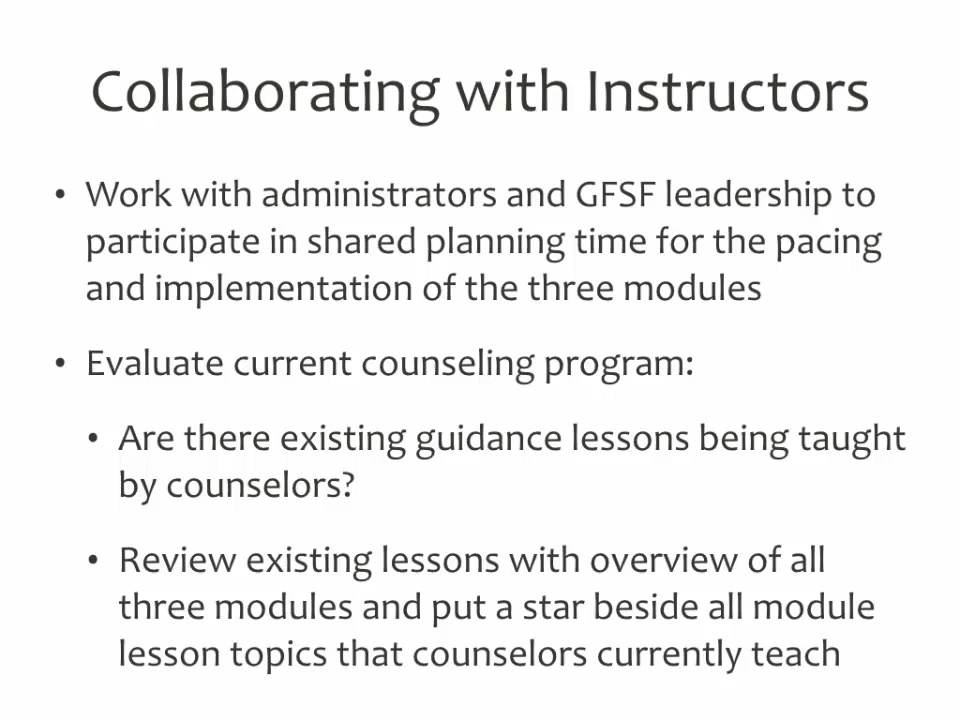 Collaborating with Instructors
• Work with administrators and GFSF leadership to
participate in shared planning time for the pacing
and implementation of the three modules
• Evaluate current counseling program:
• Are there existing guidance lessons being taught
by counselors?
• Review existing lessons with overview of all
three modules and put a star beside all module
lesson topics that counselors currently teach